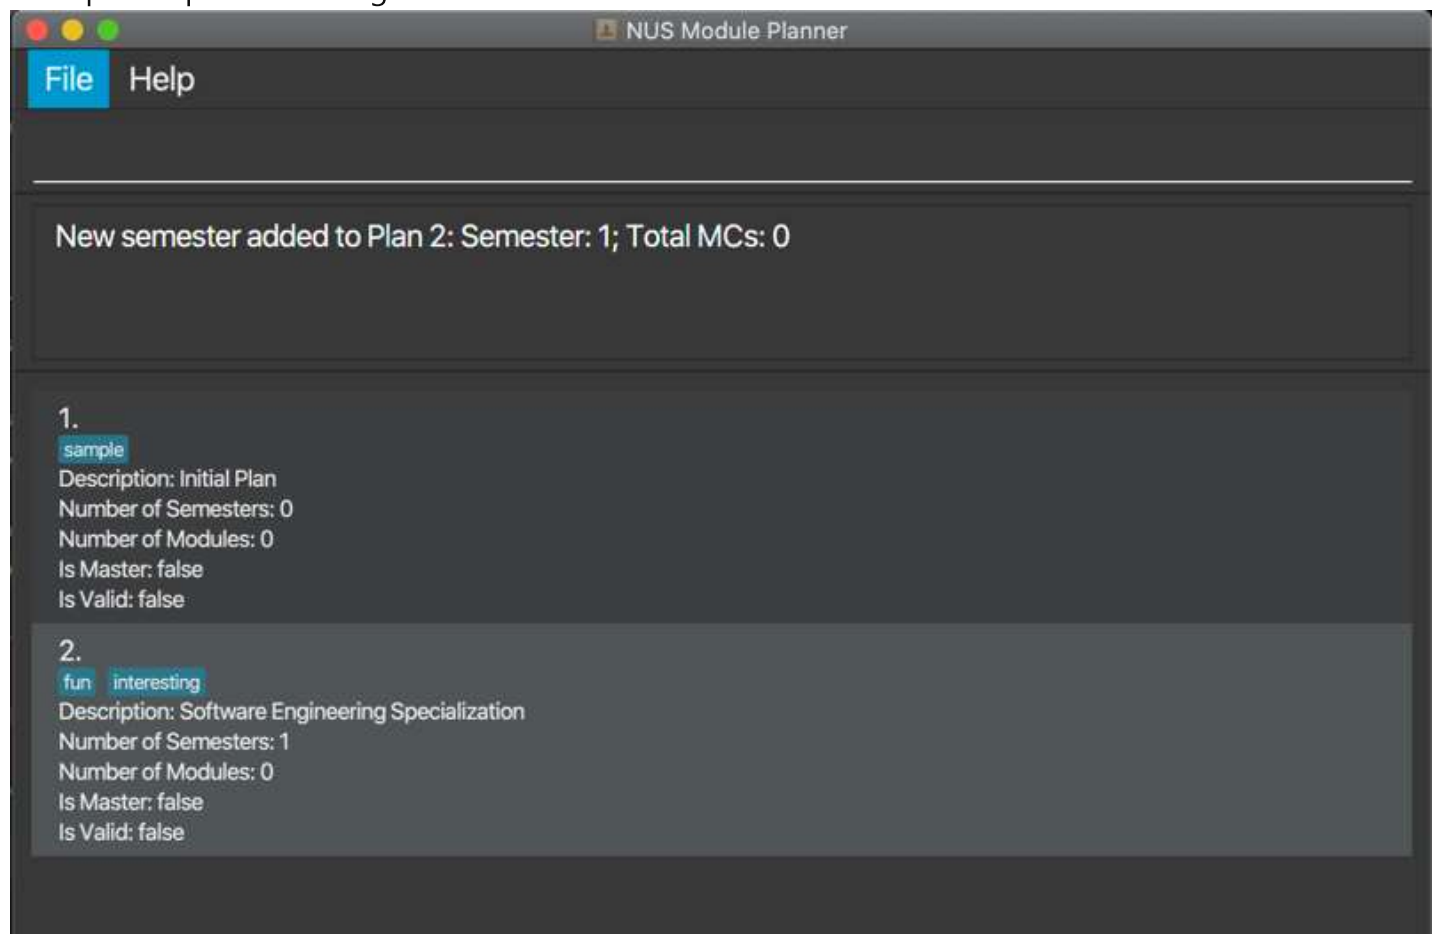 NUS Module Planner
File Help
New semester added to Plan 2: Semester: 1; Total MCs: 0
1.
sample
Description: Initial Plan
Number of Semesters: 0
Number of Modules: 0
Is Master: false
Is Valid: false
2.
fun interesting
Description: Software Engineering Specialization
Number of Semesters: 1
Number of Modules: 0
Is Master: false
Is Valid: false